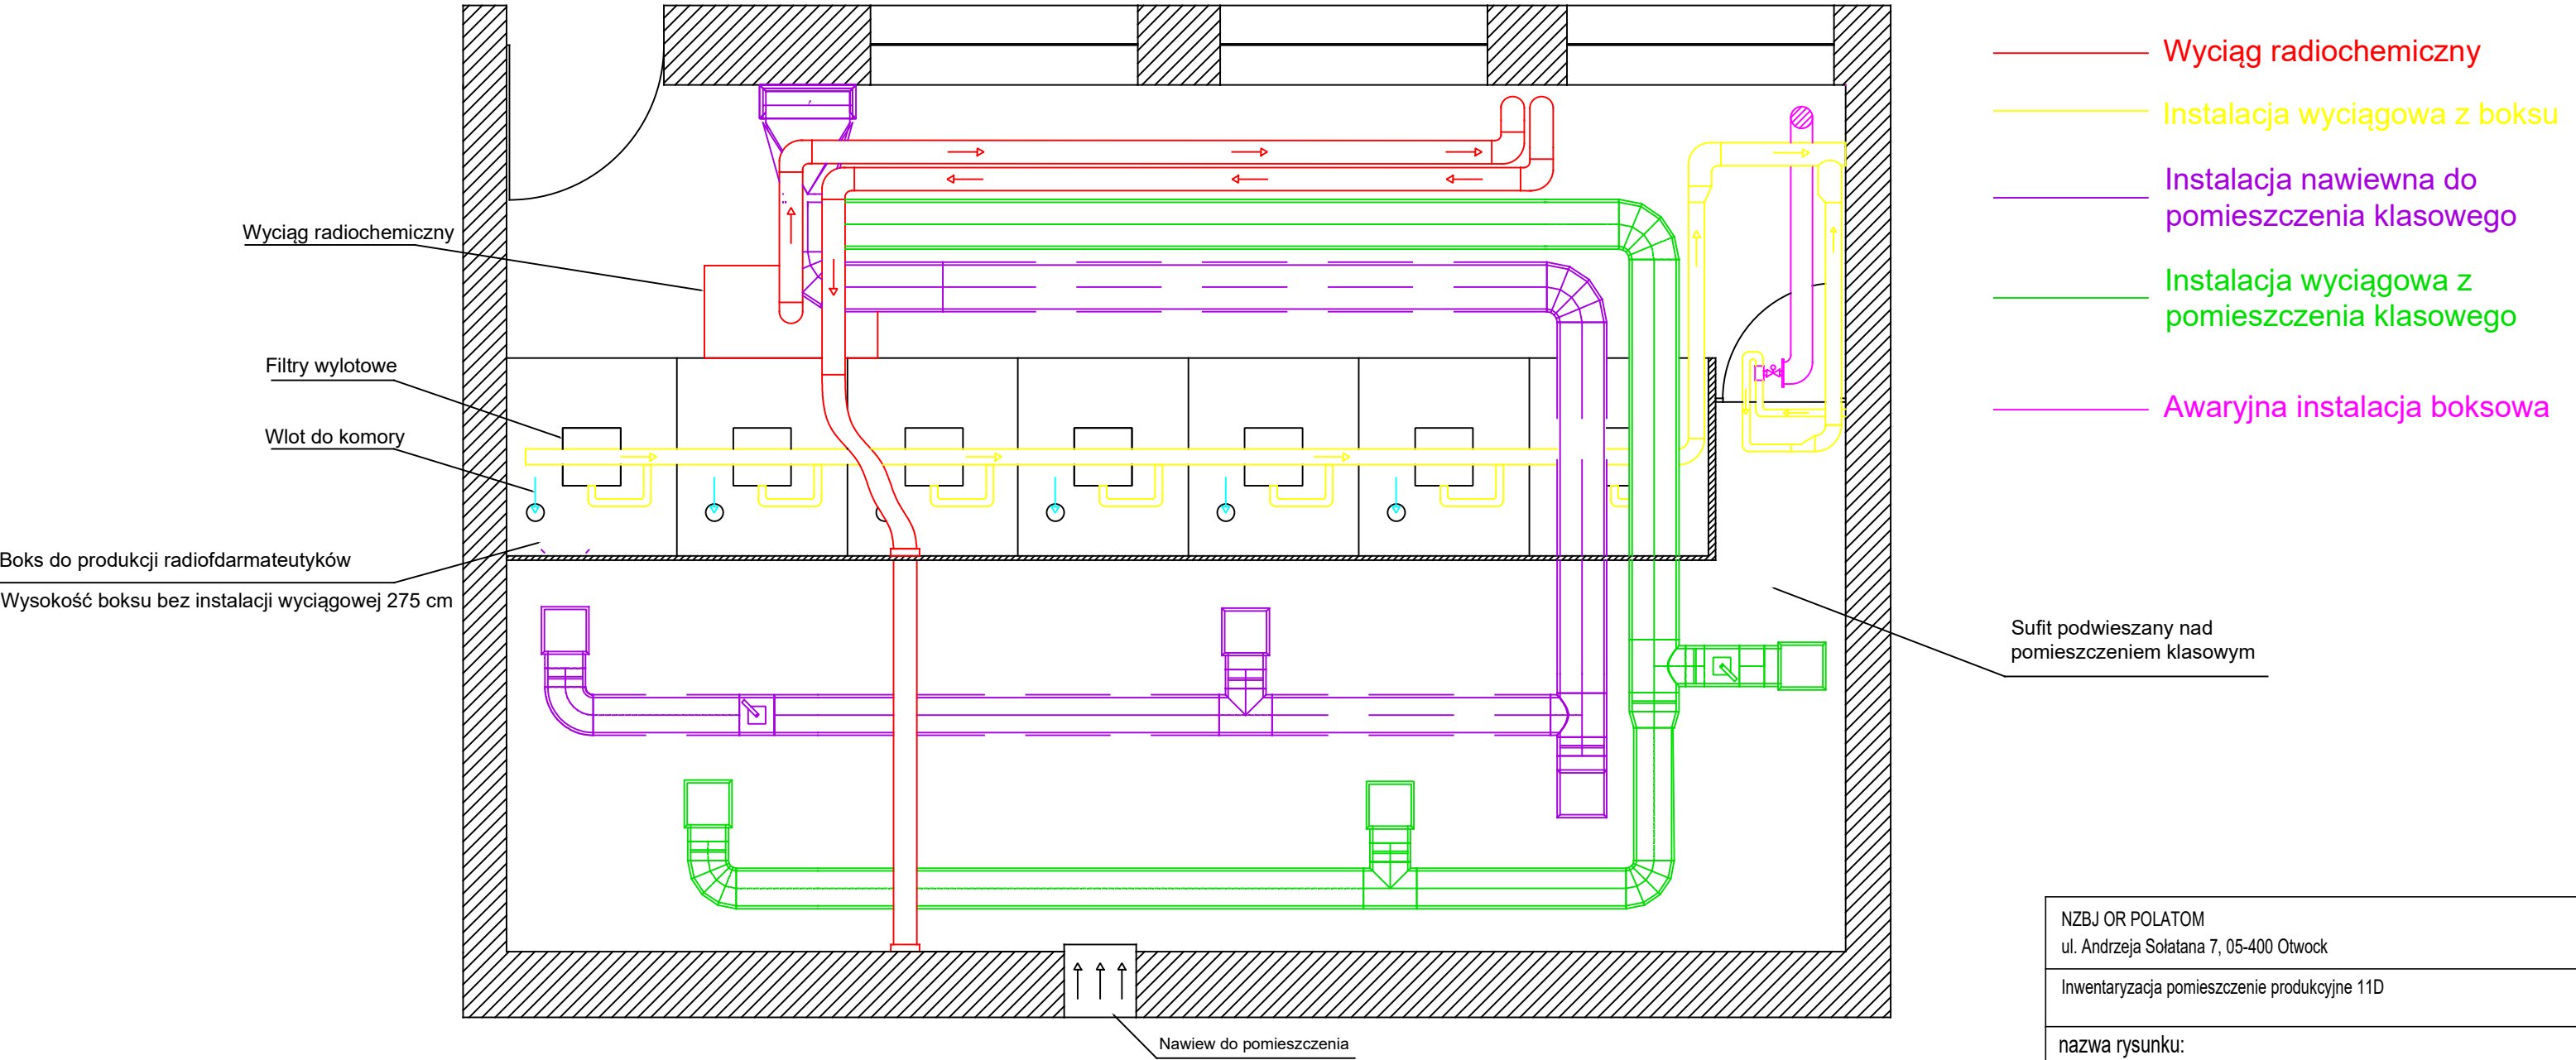 Wyciąg radiochemiczny
Instalacja wyciągowa z boksu
Instalacja nawiewna do
pomieszczenia klasowego
Instalacja wyciągowa z
pomieszczenia klasowego
Awaryjna instalacja boksowa
Wyciąg radiochemiczny
Filtry wylotowe
Wlot do komory
Boks do produkcji radiofdarmateutyków
Wysokość boksu bez instalacji wyciągowej 275 cm
Sufit podwieszany nad
pomieszczeniem klasowym
Nawiew do pomieszczenia
NZBJ OR POLATOM
ul. Andrzeja Sołatana 7, 05-400 Otwock
Inwentaryzacja pomieszczenie produkcyjne 11D
nazwa rysunku: